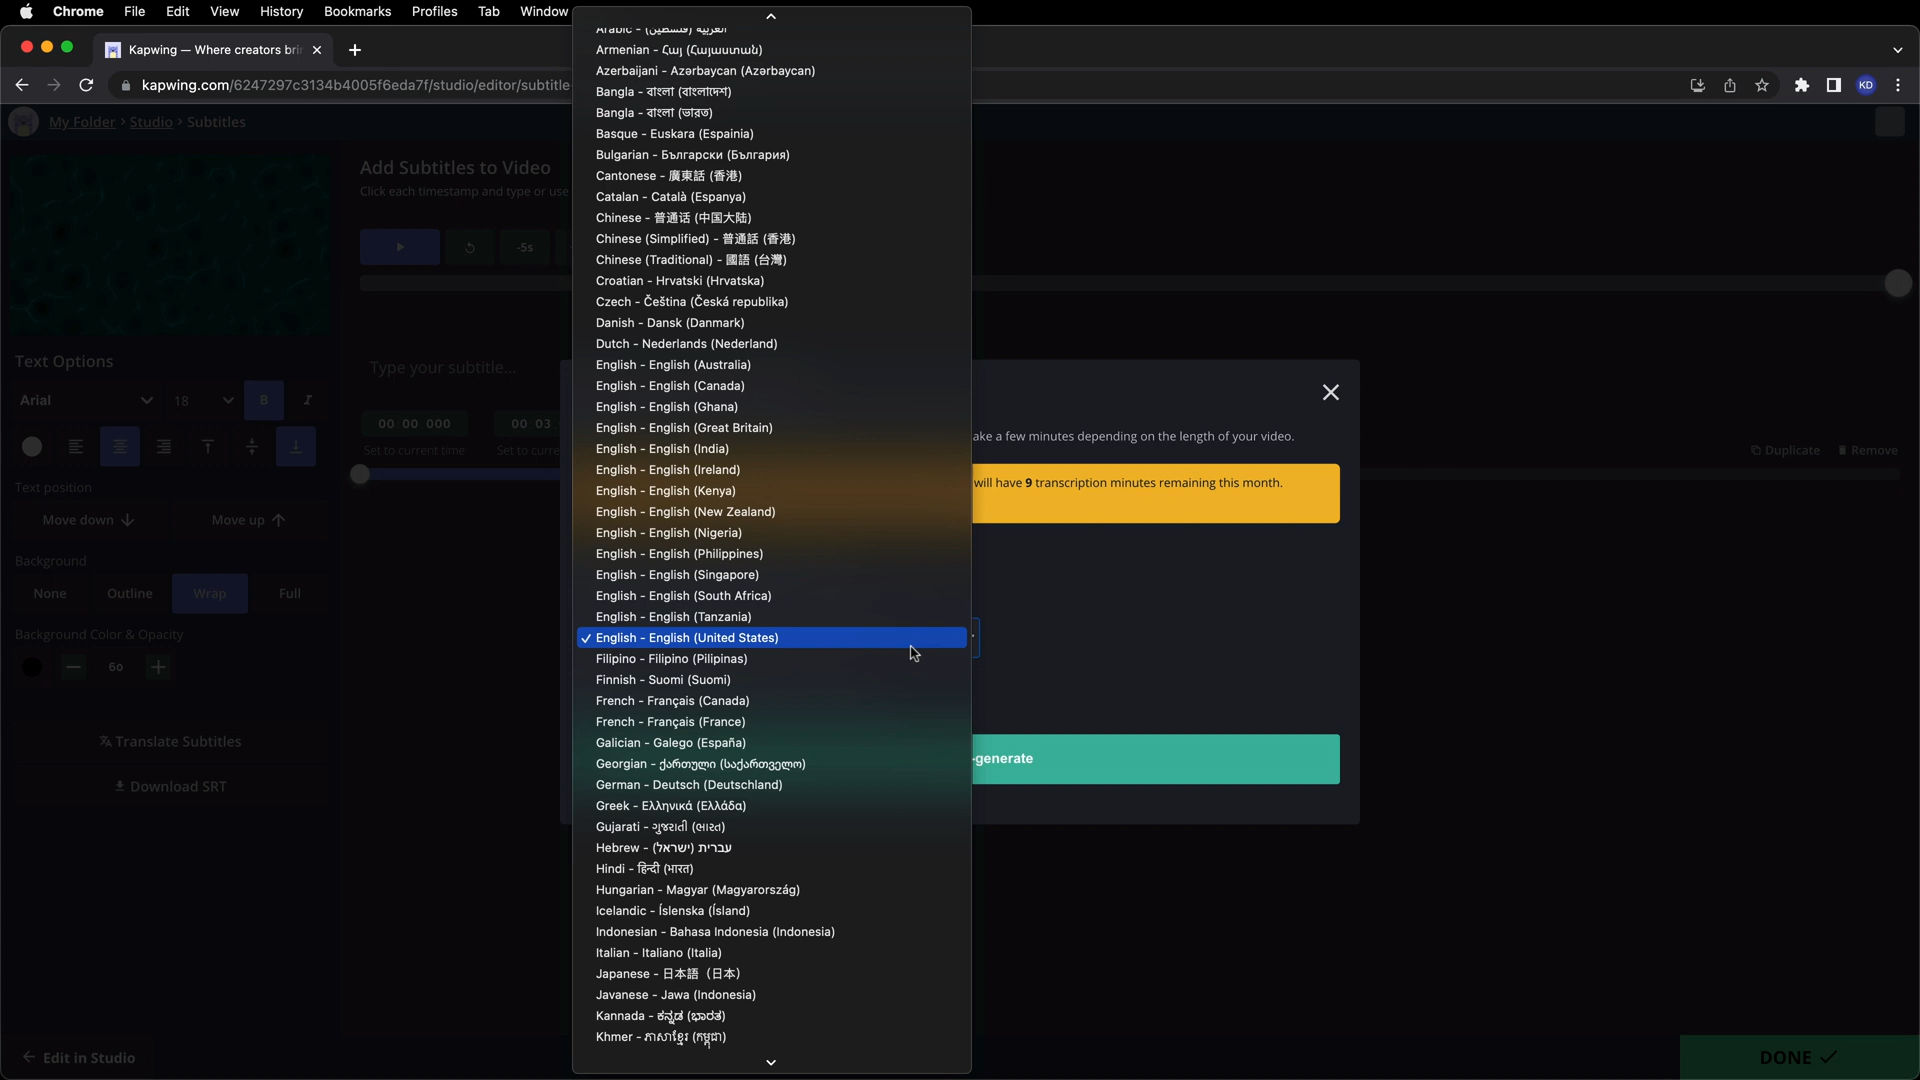 Chrome File Edit View History Bookmarks Profiles Tab Window
Kapwing — Where creators bri
kapwing.com/6247297c3134b4005f6eda7f/studio/editor/subtitle
KD
My Folder > Studio > Subtitles
Add Subtitles to Video
Click each timestamp and type or use
-5s
Text Options
Type your subtitle...
Arial
18
B
I
00 00 000
00 03
Set to current time
Set to curre
Text position
Move down
Move up
Background
None
Outline
Wrap
Full
Background Color & Opacity
60
Translate Subtitles
Download SRT
Edit in Studio
Armenian - Հայ (Հայաստան)
Azerbaijani - Azərbaycan (Azərbaycan)
Bangla - বাংলা (বাংলাদেশ)
Bangla - বাংলা (ভারত)
Basque - Euskara (Espainia)
Bulgarian - Български (България)
Cantonese - 廣東話 (香港)
Catalan - Català (Espanya)
Chinese - 普通话 (中国大陆)
Chinese (Simplified) - 普通話 (香港)
Chinese (Traditional) - 國語 (台灣)
Croatian - Hrvatski (Hrvatska)
Czech - Čeština (Česká republika)
Danish - Dansk (Danmark)
Dutch - Nederlands (Nederland)
English - English (Australia)
English - English (Canada)
English - English (Ghana)
English - English (Great Britain)
English - English (India)
English - English (Ireland)
English - English (Kenya)
English - English (New Zealand)
English - English (Nigeria)
English - English (Philippines)
English - English (Singapore)
English - English (South Africa)
English - English (Tanzania)
✓ English - English (United States)
Filipino - Filipino (Pilipinas)
Finnish - Suomi (Suomi)
French - Français (Canada)
French - Français (France)
Galician - Galego (España)
Georgian - ქართული (საქართველო)
German - Deutsch (Deutschland)
Greek - Ελληνικά (Ελλάδα)
Gujarati - ગુજરાતી (ભારત)
Hebrew - עברית (ישראל)
Hindi - हिन्दी (भारत)
Hungarian - Magyar (Magyarország)
Icelandic - Íslenska (Ísland)
Indonesian - Bahasa Indonesia (Indonesia)
Italian - Italiano (Italia)
Japanese - 日本語（日本）
Javanese - Jawa (Indonesia)
Kannada - ಕನ್ನಡ (ಭಾರತ)
Khmer - ភាសាខ្មែរ (កម្ពុជា)
ake a few minutes depending on the length of your video.
will have 9 transcription minutes remaining this month.
-generate
Duplicate
Remove
DONE ✓